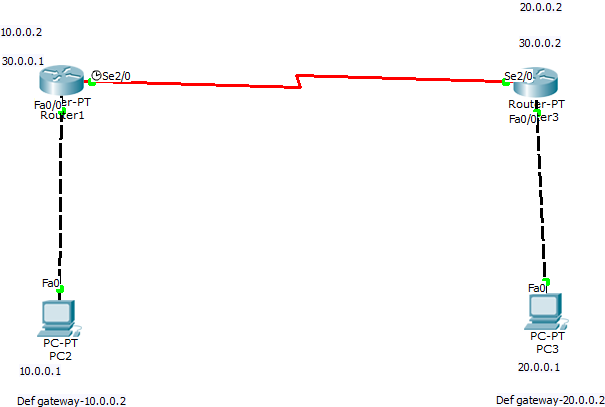 20.0.0.2
10.0.0.2
30.0.0.2
30.0.0.1
Se2/0
Se2/0
Fa0/0
er-PT
Router1
Router-PT
Fa0/0
er3
Fa0
Fa0
PC-PT
PC2
PC-PT
PC3
10.0.0.1
20.0.0.1
Def gateway-10.0.0.2
Def gateway-20.0.0.2